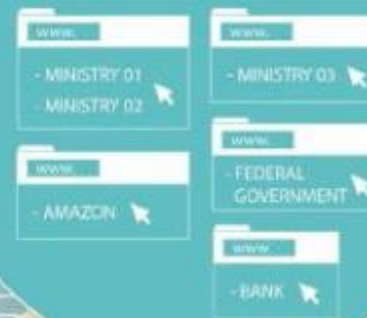 www.
- MINISTRY 01
- MINISTRY 02
www.
- MINISTRY 03
www.
- AMAZON
www.
- FEDERAL
GOVERNMENT
www
- BANK